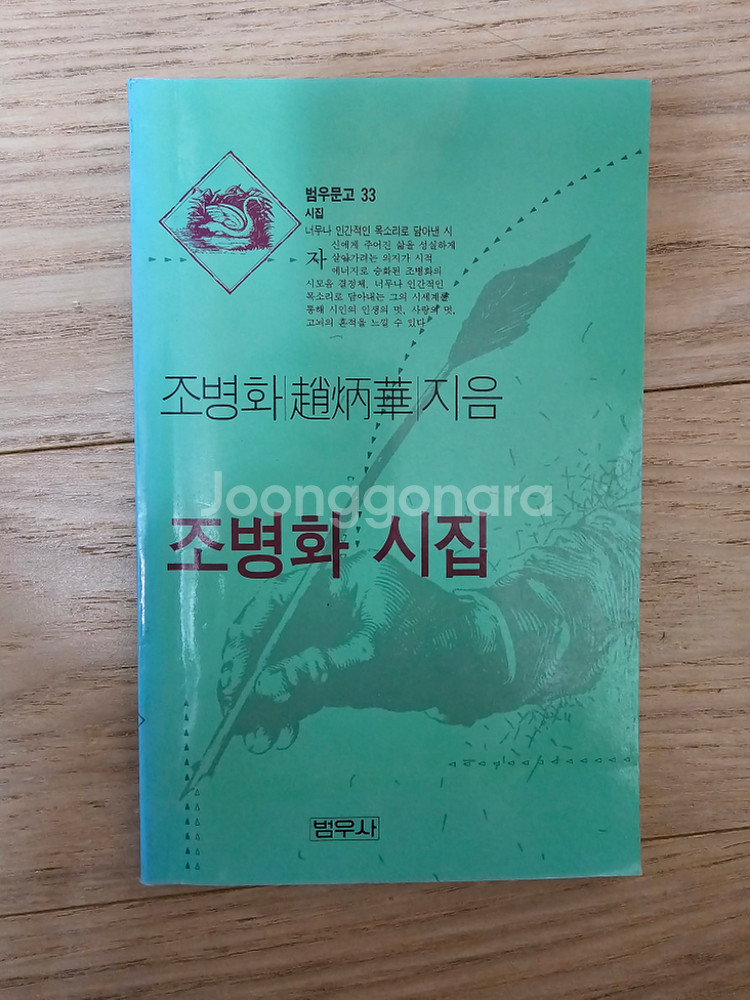 범우문고 33
시집
너무나 인간적인 목소리로 담아낸 시
자신에게 주어진 삶을 성실하게
살아가려는 의지가 시적
에너지로 승화된 조병화의
시모음 결정체. 너무나 인간적인
목소리로 담아내는 그의 시세계를
통해 시인의 인생의 멋, 사랑의 멋,
고뇌의 흔적을 느낄 수 있다
조병화|趙炳華|지음
Joonggonara
조병화 시집
범우사